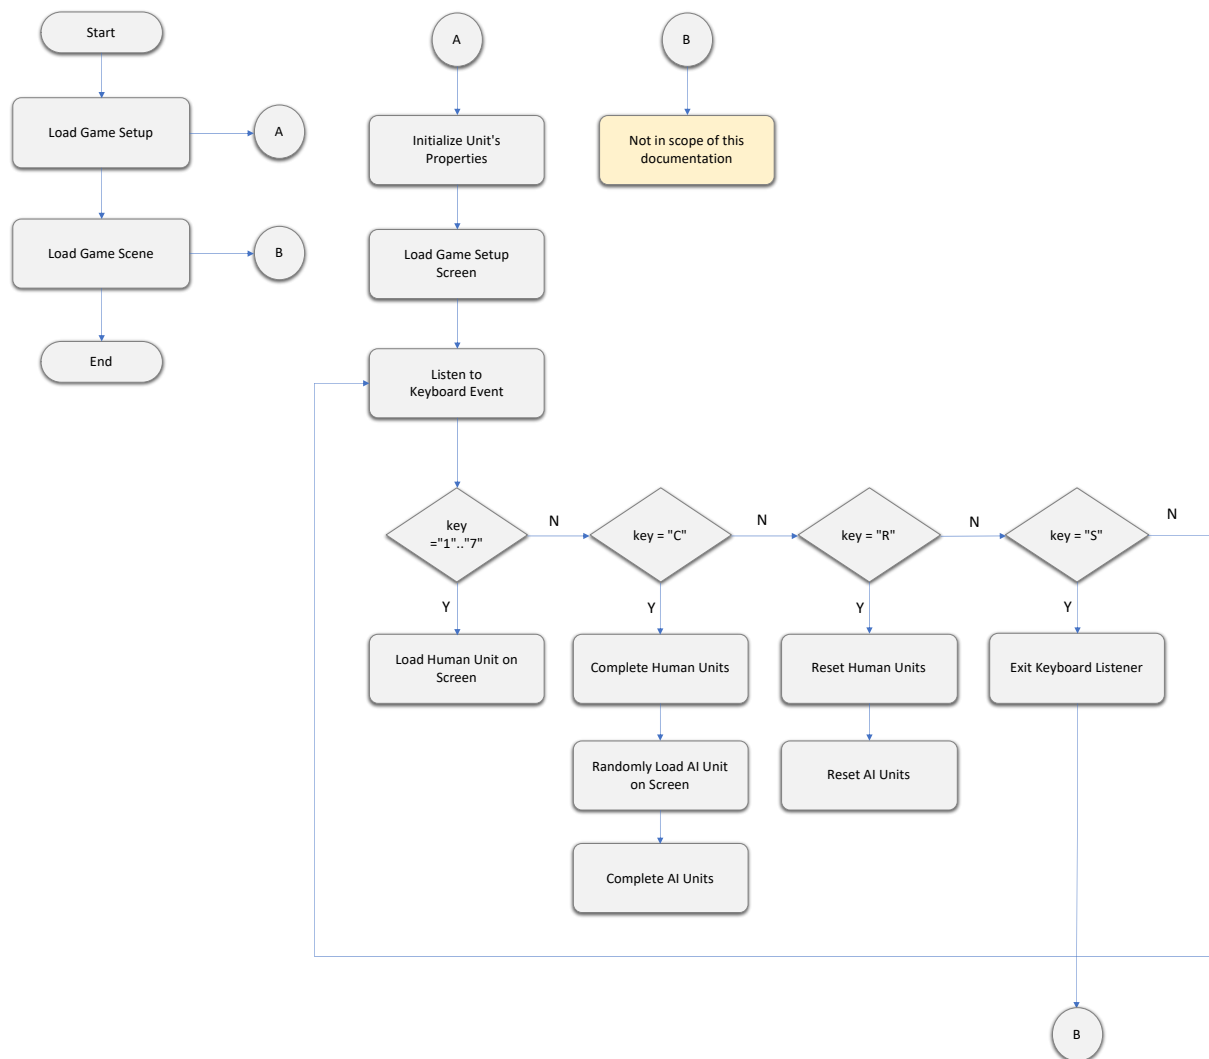 Start
Load Game Setup
A
Load Game Scene
B
End
A
Initialize Unit's
Properties
Load Game Setup
Screen
Listen to
Keyboard Event
B
Not in scope of this
documentation
key
="1".."7"
N
key = "C"
N
key = "R"
N
key = "S"
N
Y
Y
Y
Y
Load Human Unit on
Screen
Complete Human Units
Reset Human Units
Exit Keyboard Listener
Randomly Load AI Unit
on Screen
Reset AI Units
Complete AI Units
B